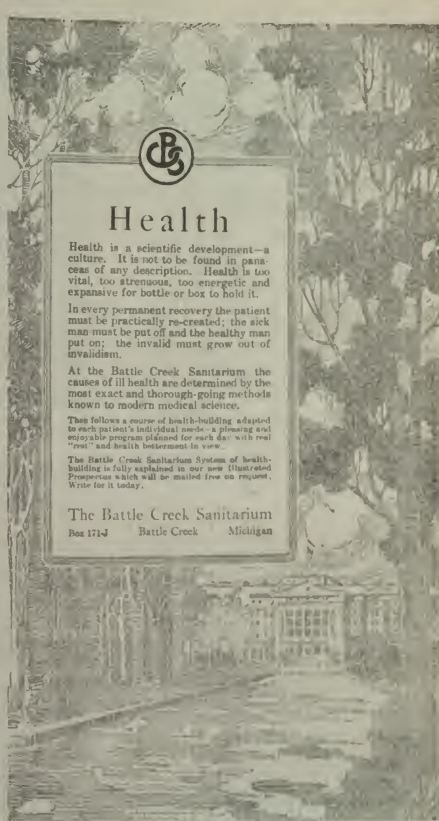 BCS
Health
Health is a scientific development—a
culture. It is not to be found in pana-
ceas of any description. Health is too
vital, too strenuous, too energetic and
expansive for bottle or box to hold it.
In every permanent recovery the patient
must be practically re-created; the sick
man must be put off and the healthy man
put on; the invalid must grow out of
invalidism.
At the Battle Creek Sanitarium the
causes of ill health are determined by the
most exact and thorough-going methods
known to modern medical science.
Then follows a course of health-building adapted
to each patient's individual needs—a pleasing and
enjoyable program planned for each day with real
"rest" and health betterment in view.
The Battle Creek Sanitarium System of health-
building is fully explained in our new Illustrated
Prospectus which will be mailed free on request.
Write for it today.
The Battle Creek Sanitarium
Box 171-J Battle Creek Michigan